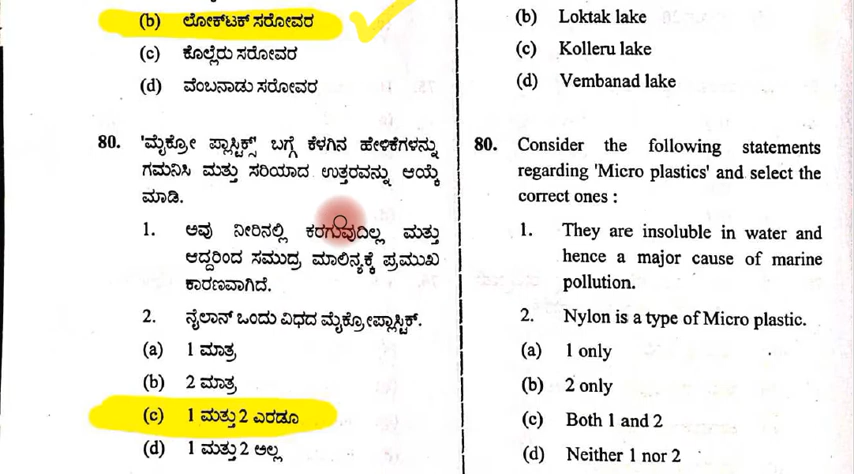 (b) ಲೋಕ್‌ಟಕ್ ಸರೋವರ
(c) ಕೊಲ್ಲೆರು ಸರೋವರ
(d) ವೆಂಬನಾಡು ಸರೋವರ
80. 'ಮೈಕ್ರೋ ಪ್ಲಾಸ್ಟಿಕ್ಸ್' ಬಗ್ಗೆ ಕೆಳಗಿನ ಹೇಳಿಕೆಗಳನ್ನು
ಗಮನಿಸಿ ಮತ್ತು ಸರಿಯಾದ ಉತ್ತರವನ್ನು ಆಯ್ಕೆ
ಮಾಡಿ.
1. ಅವು ನೀರಿನಲ್ಲಿ ಕರಗುವುದಿಲ್ಲ ಮತ್ತು
ಆದ್ದರಿಂದ ಸಮುದ್ರ ಮಾಲಿನ್ಯಕ್ಕೆ ಪ್ರಮುಖ
ಕಾರಣವಾಗಿದೆ.
2. ನೈಲಾನ್ ಒಂದು ವಿಧದ ಮೈಕ್ರೋಪ್ಲಾಸ್ಟಿಕ್.
(a) 1 ಮಾತ್ರ
(b) 2 ಮಾತ್ರ
(c) 1 ಮತ್ತು 2 ಎರಡೂ
(d) 1 ಮತ್ತು 2 ಅಲ್ಲ
(b) Loktak lake
(c) Kolleru lake
(d) Vembanad lake
80. Consider the following statements
regarding 'Micro plastics' and select the
correct ones :
1. They are insoluble in water and
hence a major cause of marine
pollution.
2. Nylon is a type of Micro plastic.
(a) 1 only
(b) 2 only
(c) Both 1 and 2
(d) Neither 1 nor 2